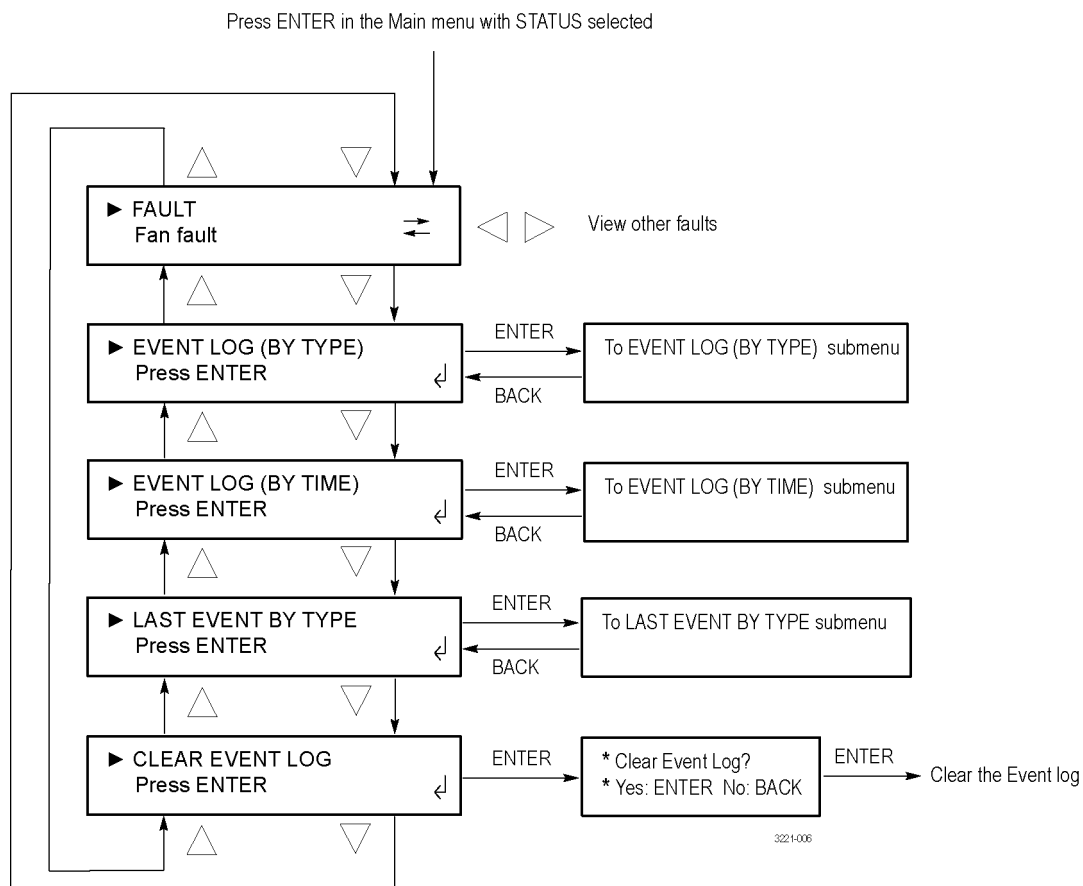 Press ENTER in the Main menu with STATUS selected
► FAULT
Fan fault
View other faults
► EVENT LOG (BY TYPE)
Press ENTER
ENTER
BACK
To EVENT LOG (BY TYPE) submenu
► EVENT LOG (BY TIME)
Press ENTER
ENTER
BACK
To EVENT LOG (BY TIME) submenu
► LAST EVENT BY TYPE
Press ENTER
ENTER
BACK
To LAST EVENT BY TYPE submenu
► CLEAR EVENT LOG
Press ENTER
ENTER
* Clear Event Log?
* Yes: ENTER No: BACK
ENTER
Clear the Event log
3221-006